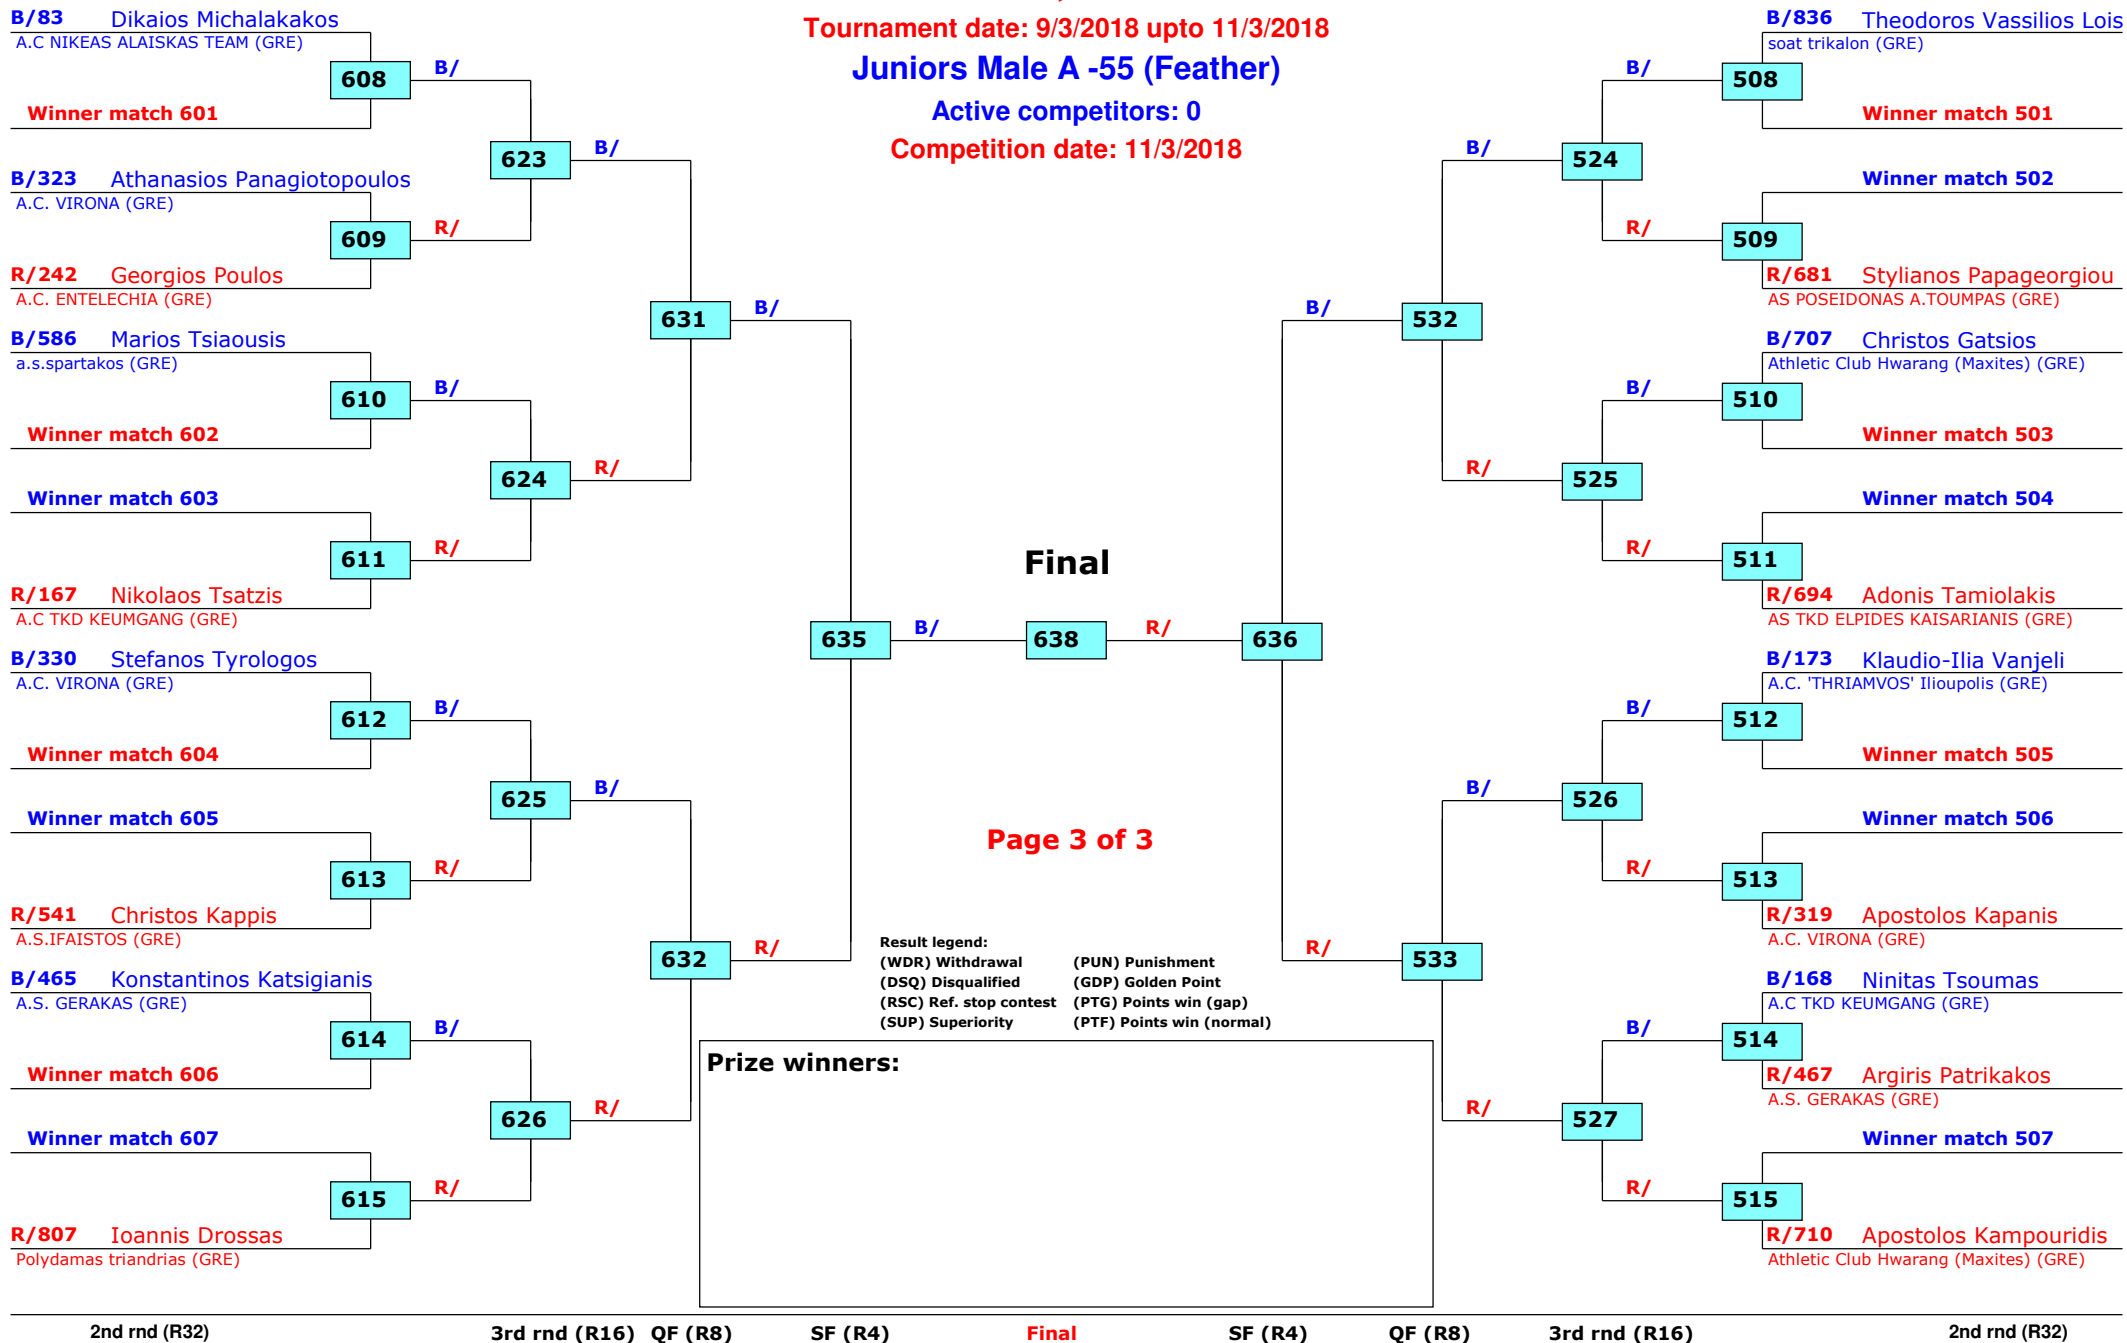 Tournament date: 9/3/2018 upto 11/3/2018
Juniors Male A -55 (Feather)
Active competitors: 0
Competition date: 11/3/2018
B/83 Dikaios Michalakakos
A.C NIKEAS ALAISKAS TEAM (GRE)
608
B/
Winner match 601
623
B/
B/323 Athanasios Panagiotopoulos
A.C. VIRONA (GRE)
609
R/
R/242 Georgios Poulos
A.C. ENTELECHIA (GRE)
631
B/
B/586 Marios Tsiaousis
a.s.spartakos (GRE)
610
B/
Winner match 602
624
R/
Winner match 603
611
R/
R/167 Nikolaos Tsatzis
A.C TKD KEUMGANG (GRE)
635
B/
B/330 Stefanos Tyrologos
A.C. VIRONA (GRE)
612
B/
Winner match 604
625
B/
Winner match 605
613
R/
R/541 Christos Kappis
A.S.IFAISTOS (GRE)
632
R/
B/465 Konstantinos Katsigianis
A.S. GERAKAS (GRE)
614
B/
Winner match 606
626
R/
Winner match 607
615
R/
R/807 Ioannis Drossas
Polydamas triandrias (GRE)
Final
638
R/
636
Page 3 of 3
Result legend:
(WDR) Withdrawal (PUN) Punishment
(DSQ) Disqualified (GDP) Golden Point
(RSC) Ref. stop contest (PTG) Points win (gap)
(SUP) Superiority (PTF) Points win (normal)
Prize winners:
B/836 Theodoros Vassilios Lois
soat trikalon (GRE)
B/
508
Winner match 501
B/
524
Winner match 502
R/
509
R/681 Stylianos Papageorgiou
AS POSEIDONAS A.TOUMPAS (GRE)
B/
532
B/707 Christos Gatsios
Athletic Club Hwarang (Maxites) (GRE)
B/
510
Winner match 503
R/
525
Winner match 504
R/
511
R/694 Adonis Tamiolakis
AS TKD ELPIDES KAISARIANIS (GRE)
B/173 Klaudio-Ilia Vanjeli
A.C. 'THRIAMVOS' Ilioupolis (GRE)
B/
512
Winner match 505
B/
526
Winner match 506
R/
513
R/319 Apostolos Kapanis
A.C. VIRONA (GRE)
R/
533
B/168 Ninitas Tsoumas
A.C TKD KEUMGANG (GRE)
B/
514
R/467 Argiris Patrikakos
A.S. GERAKAS (GRE)
R/
527
Winner match 507
R/
515
R/710 Apostolos Kampouridis
Athletic Club Hwarang (Maxites) (GRE)
2nd rnd (R32) 3rd rnd (R16) QF (R8) SF (R4) Final SF (R4) QF (R8) 3rd rnd (R16) 2nd rnd (R32)